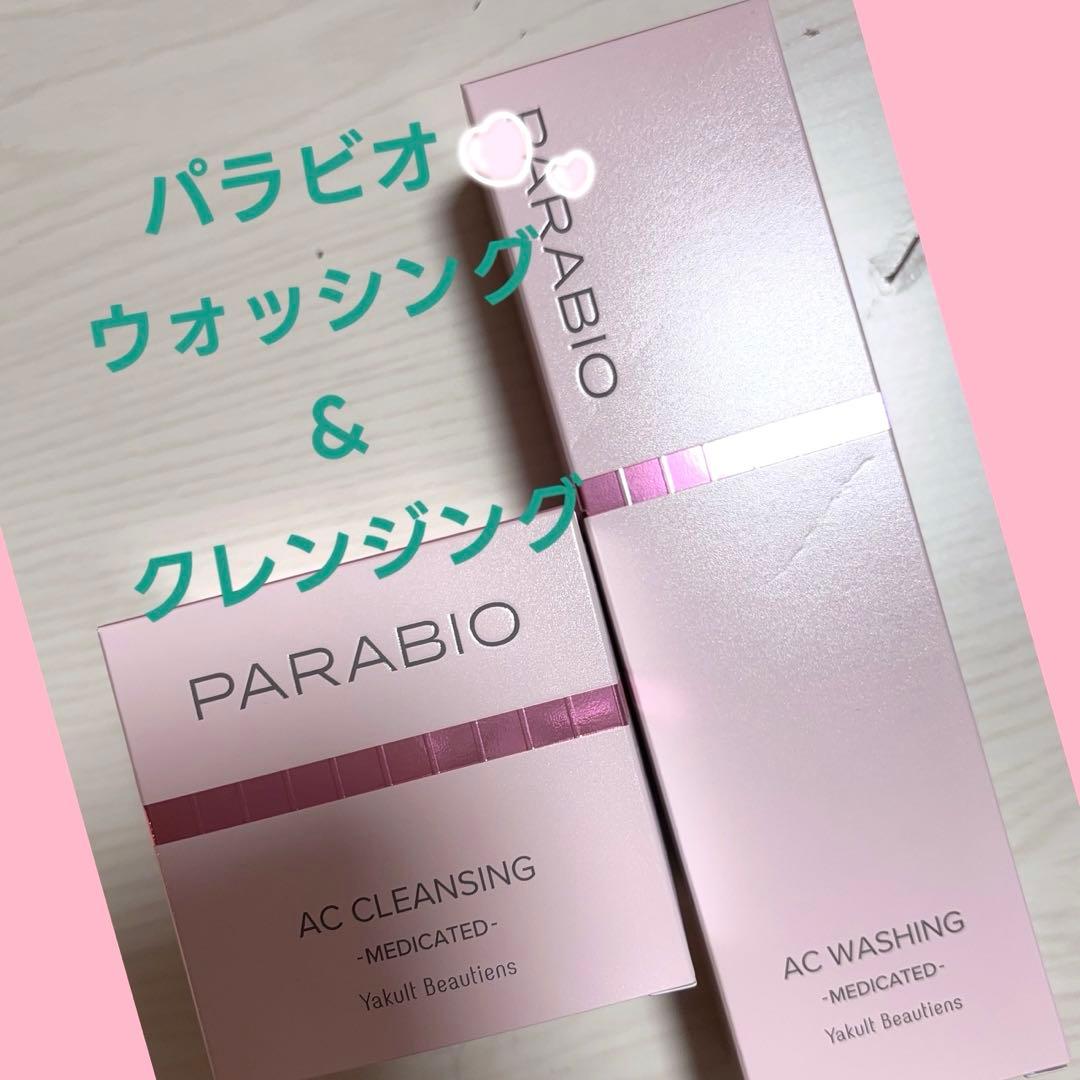 パラビオ
ウォッシング
&
クレンジング
PARABIO
PARABIO
AC CLEANSING
-MEDICATED-
Yakult Beautiens
AC WASHING
-MEDICATED-
Yakult Beautiens